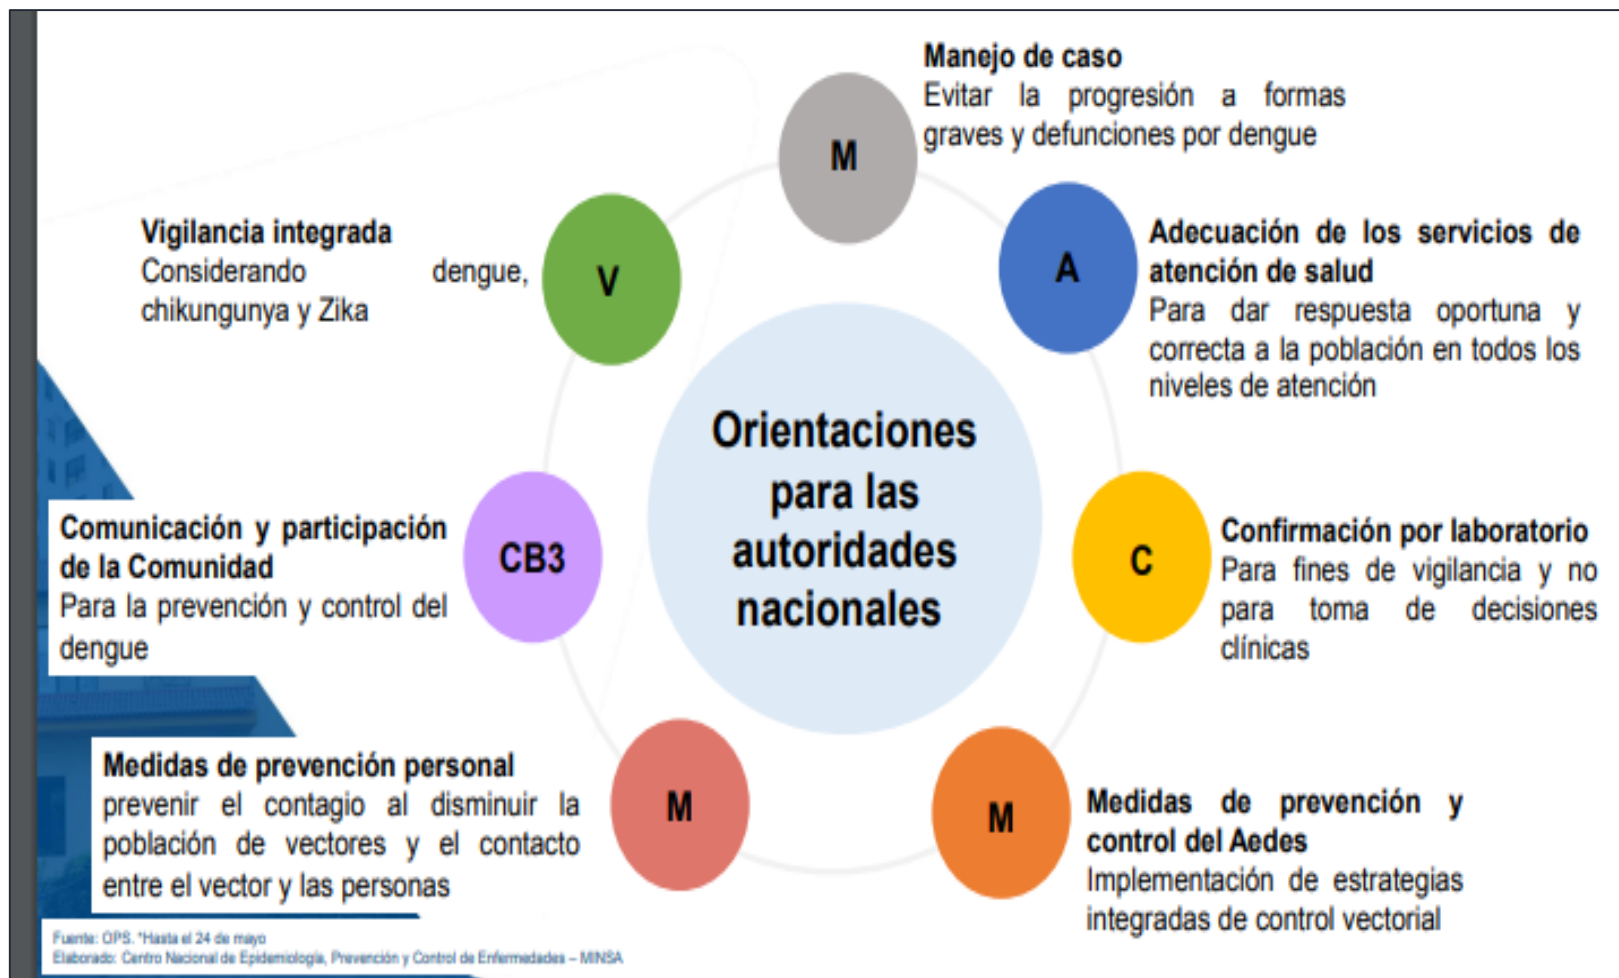 Manejo de caso
Evitar la progresión a formas
graves y defunciones por dengue
M
Adecuación de los servicios de
atención de salud
Para dar respuesta oportuna y
correcta a la población en todos los
niveles de atención
A
Confirmación por laboratorio
Para fines de vigilancia y no
para toma de decisiones
clínicas
C
Medidas de prevención y
control del Aedes
Implementación de estrategias
integradas de control vectorial
M
Medidas de prevención personal
prevenir el contagio al disminuir la
población de vectores y el contacto
entre el vector y las personas
M
Comunicación y participación
de la Comunidad
Para la prevención y control del
dengue
CB3
Vigilancia integrada
Considerando dengue,
chikungunya y Zika
V
Orientaciones
para las
autoridades
nacionales
Fuente: OPS. *Hasta el 24 de mayo
Elaborado: Centro Nacional de Epidemiología, Prevención y Control de Enfermedades – MINSA